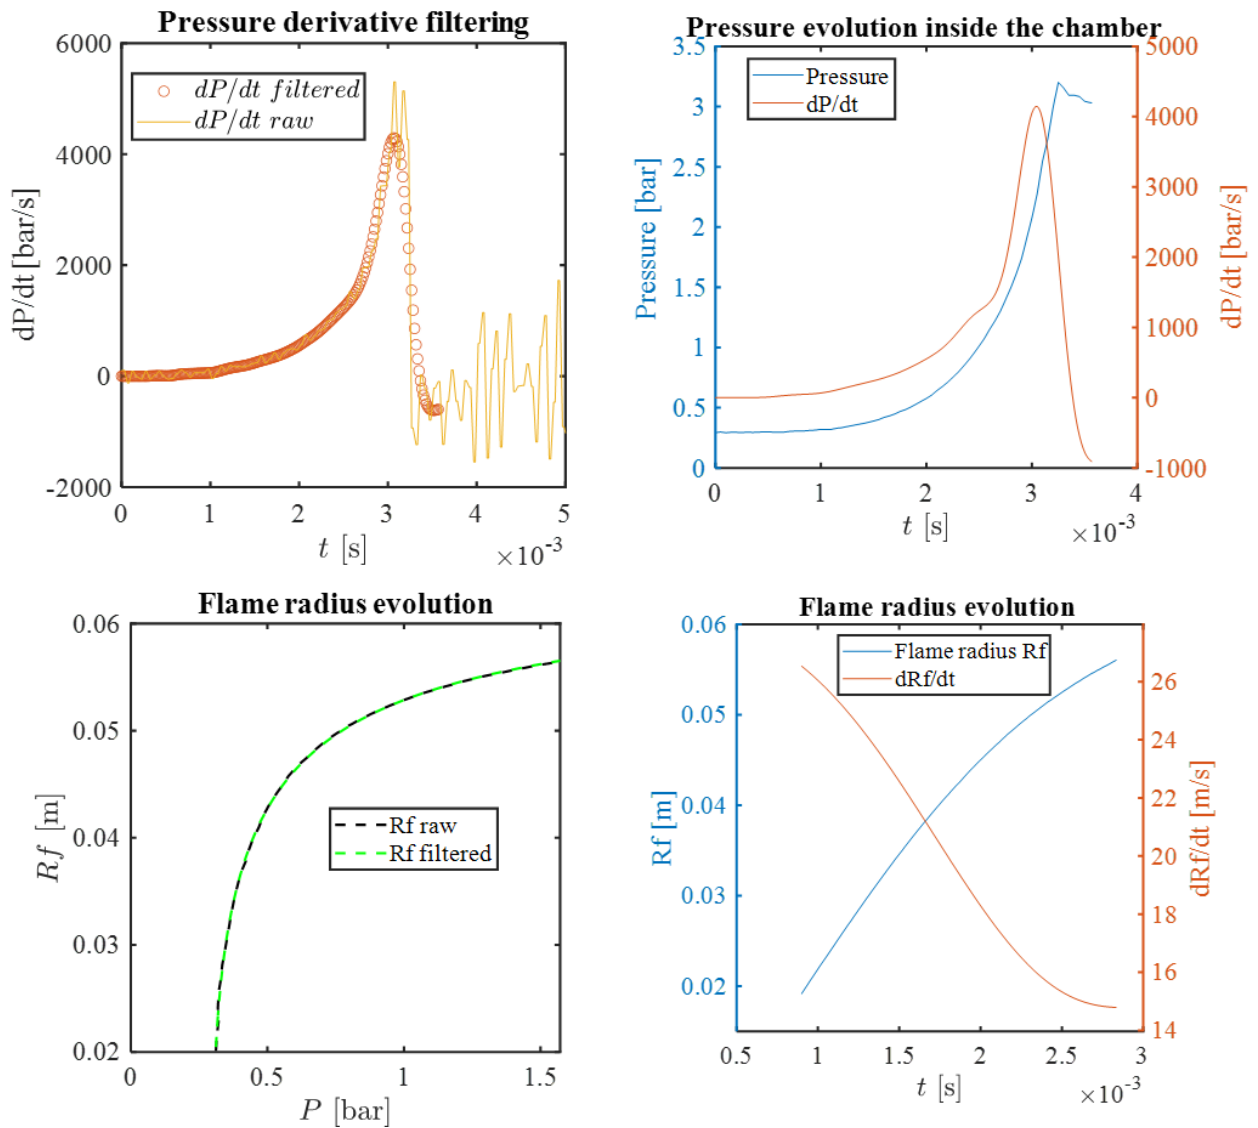 Pressure derivative filtering
6000
4000
2000
0
-2000
dP/dt [bar/s]
dP/dt filtered
dP/dt raw
0 1 2 3 4 5
t [s]
×10⁻³
Pressure evolution inside the chamber
3.5
3
2.5
2
1.5
1
0.5
0
Pressure [bar]
Pressure
dP/dt
5000
4000
3000
2000
1000
0
-1000
dP/dt [bar/s]
0 1 2 3 4
t [s]
×10⁻³
Flame radius evolution
0.06
0.05
0.04
0.03
0.02
Rf [m]
Rf raw
Rf filtered
0 0.5 1 1.5
P [bar]
Flame radius evolution
0.06
0.05
0.04
0.03
0.02
Rf [m]
Flame radius Rf
dRf/dt
26
24
22
20
18
16
14
dRf/dt [m/s]
0.5 1 1.5 2 2.5 3
t [s]
×10⁻³